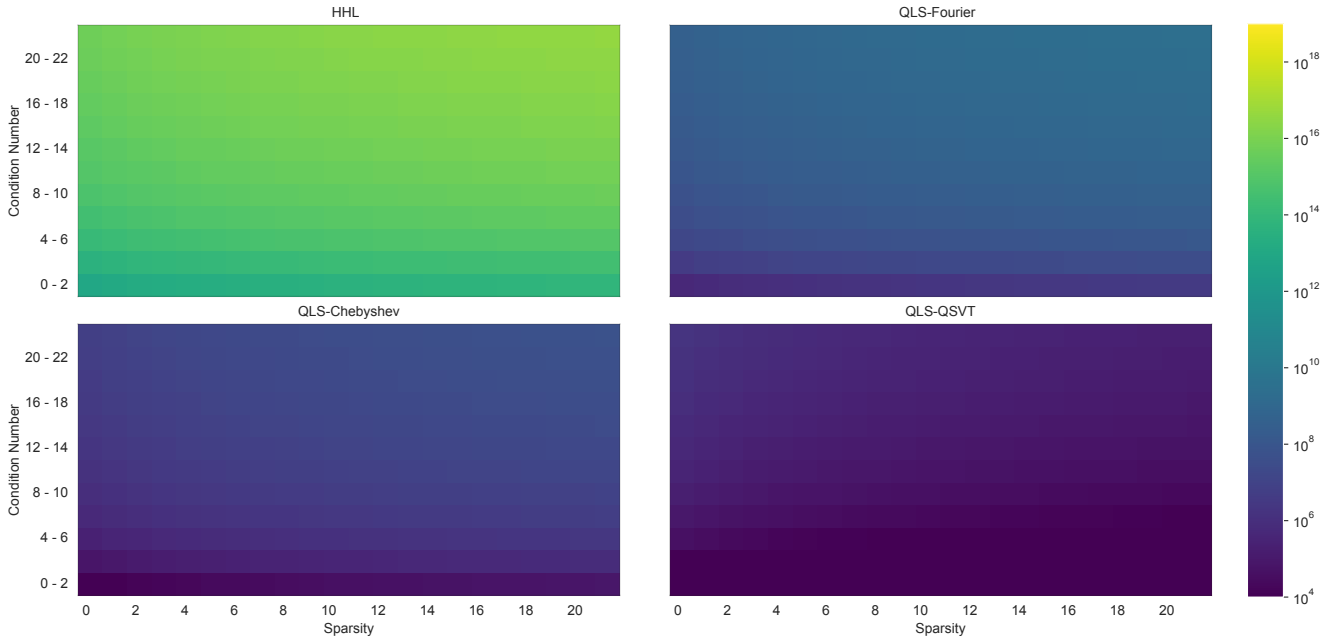 HHL
QLS-Fourier
Condition Number
20 - 22
16 - 18
12 - 14
8 - 10
4 - 6
0 - 2
QLS-Chebyshev
QLS-QSVT
Condition Number
20 - 22
16 - 18
12 - 14
8 - 10
4 - 6
0 - 2
0 2 4 6 8 10 12 14 16 18 20
Sparsity
0 2 4 6 8 10 12 14 16 18 20
Sparsity
10^18
10^16
10^14
10^12
10^10
10^8
10^6
10^4